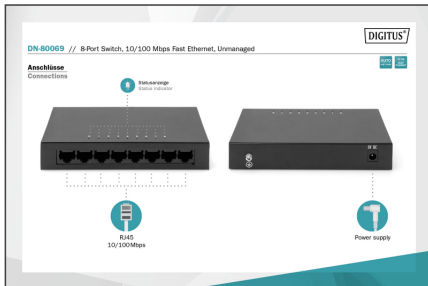 DIGITUS®
DN-80069 // 8-Port Switch, 10/100 Mbps Fast Ethernet, Unmanaged
AUTO
Anschlüsse
Connections
Statusanzeige
Status indicator
RJ45
10/100Mbps
Power supply